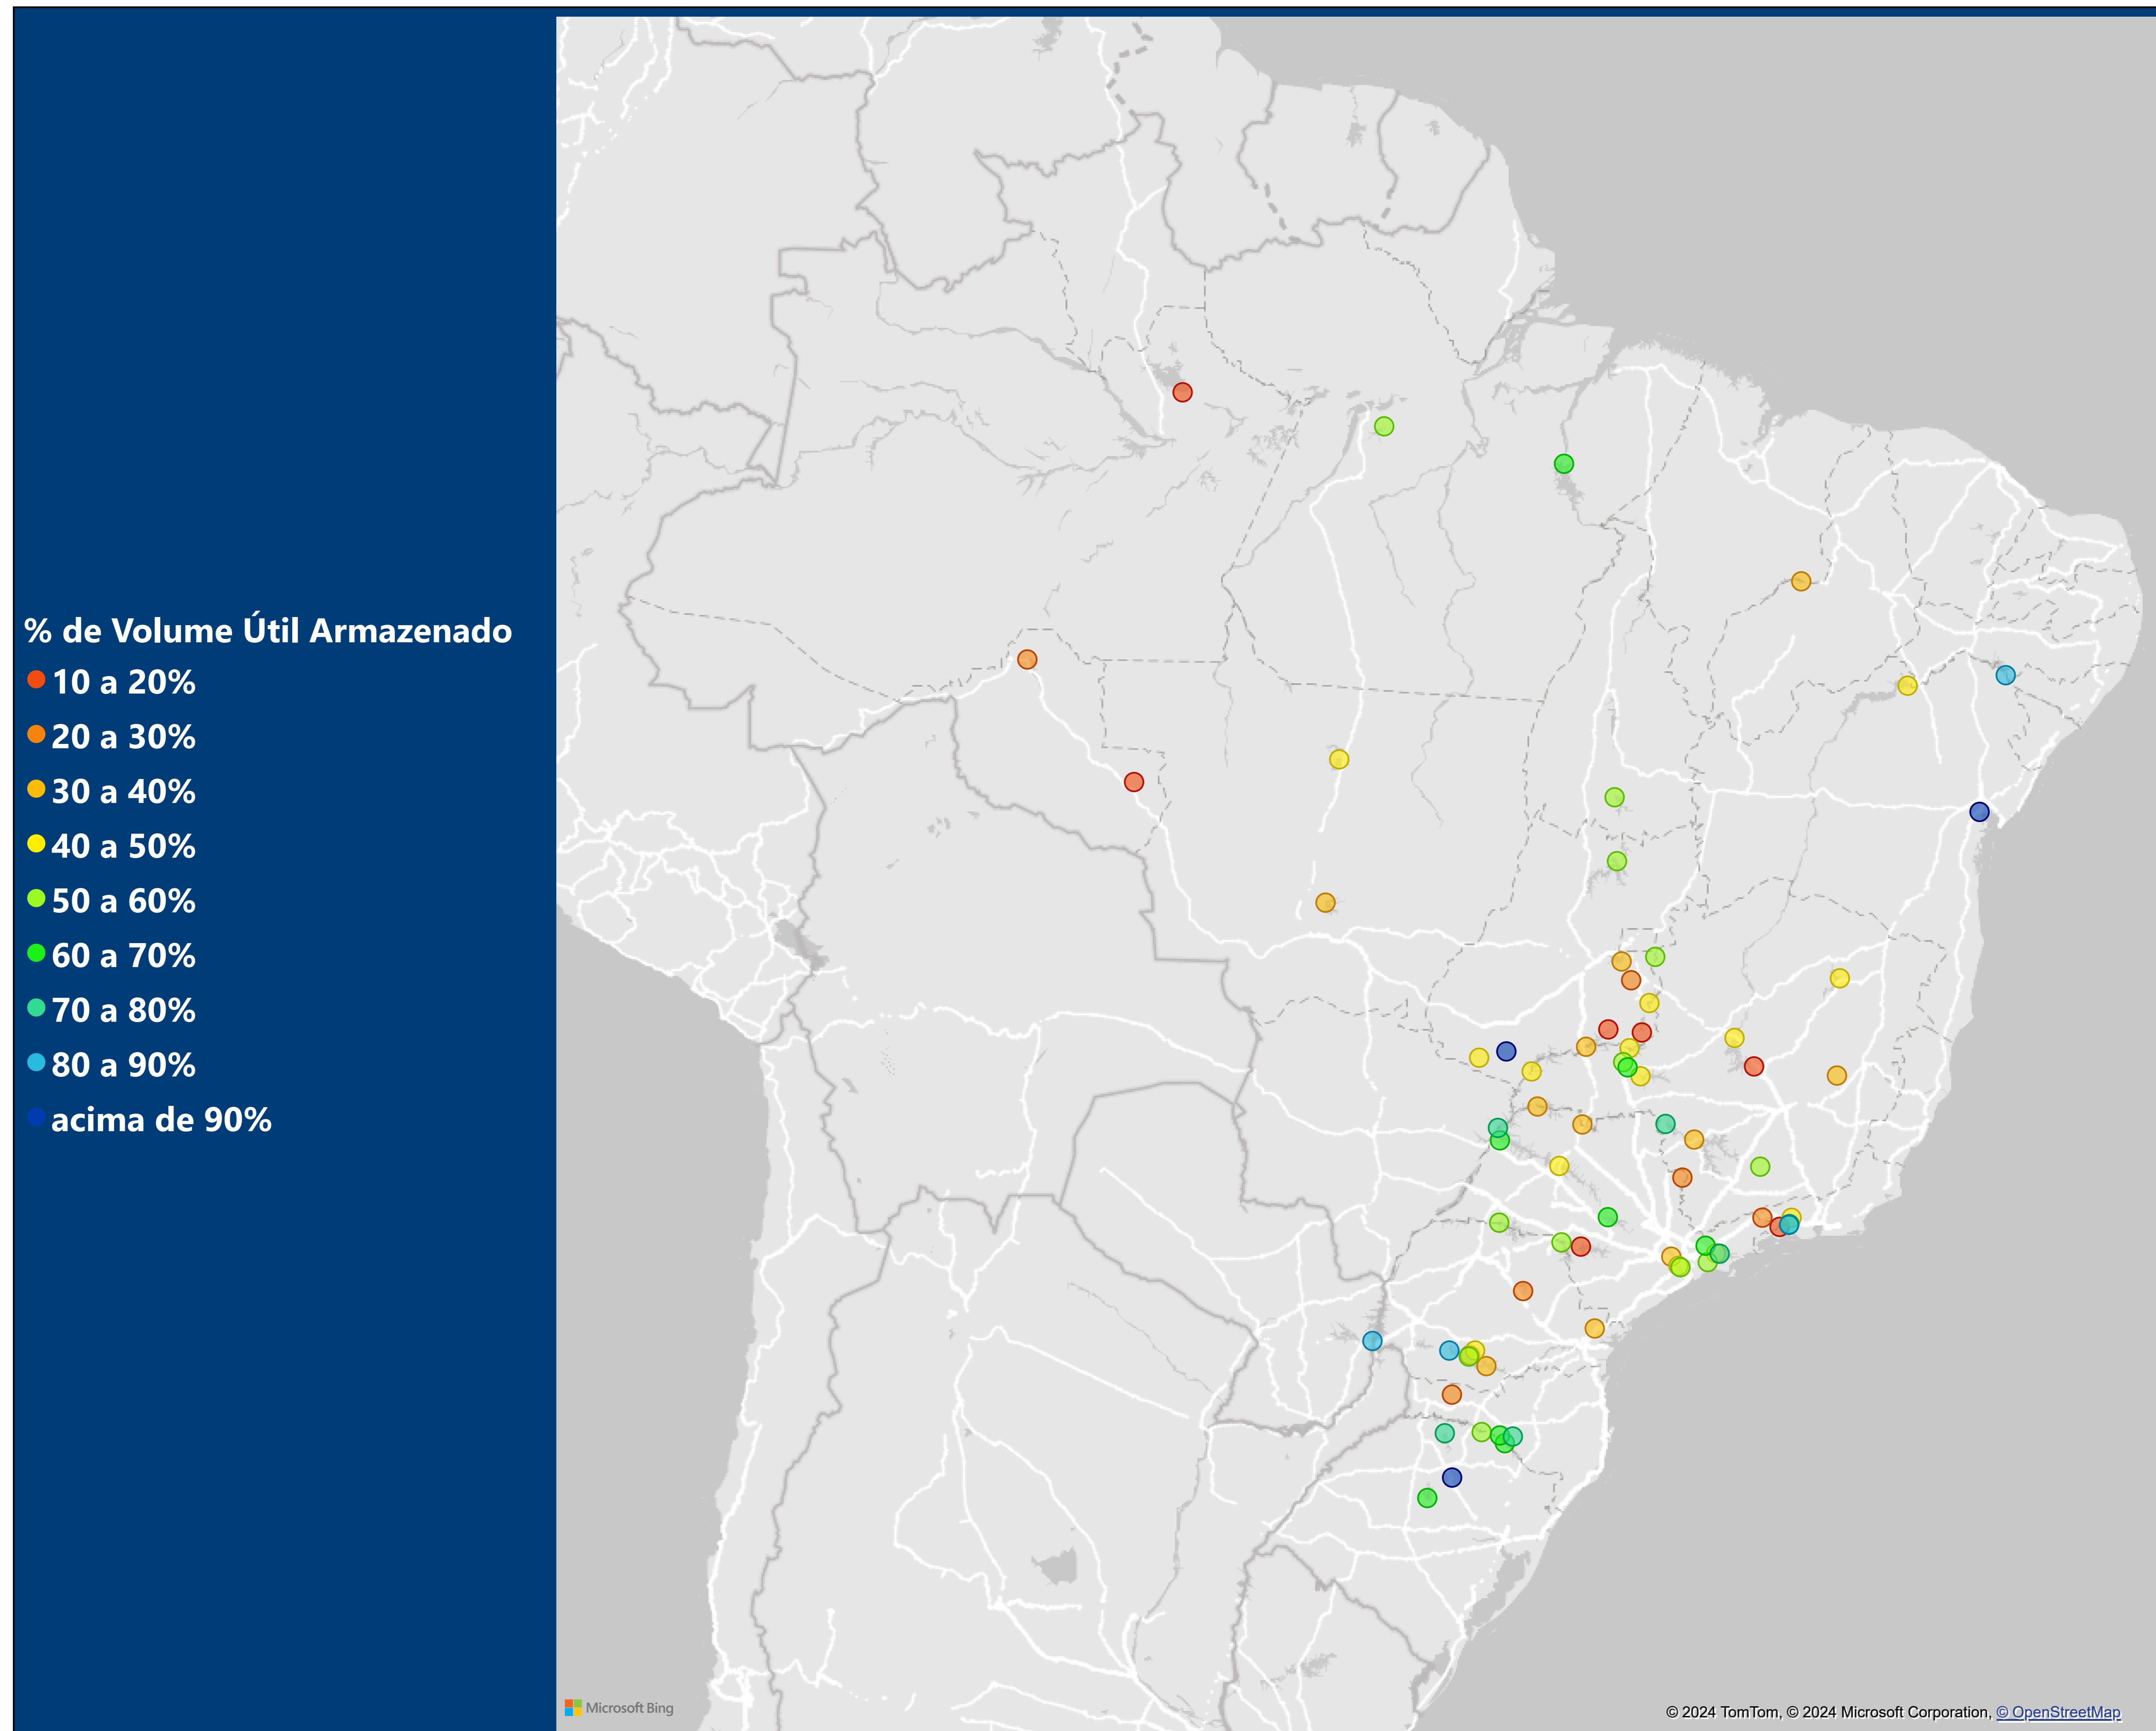 % de Volume Útil Armazenado
10 a 20%
20 a 30%
30 a 40%
40 a 50%
50 a 60%
60 a 70%
70 a 80%
80 a 90%
acima de 90%
Microsoft Bing
© 2024 TomTom, © 2024 Microsoft Corporation, © OpenStreetMap